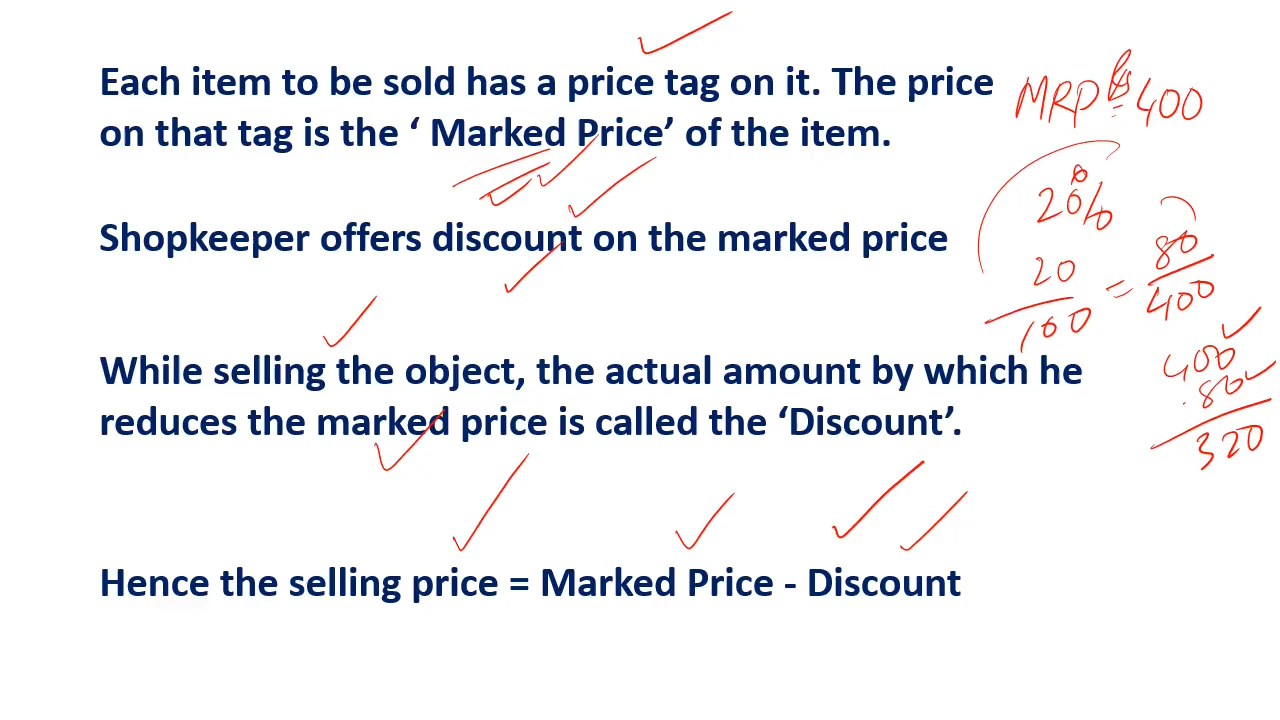 Each item to be sold has a price tag on it. The price
on that tag is the ‘ Marked Price’ of the item.
MRP ₨ 400
20%
Shopkeeper offers discount on the marked price
20/100 = 80/400
While selling the object, the actual amount by which he
reduces the marked price is called the ‘Discount’.
400
-80
320
Hence the selling price = Marked Price - Discount